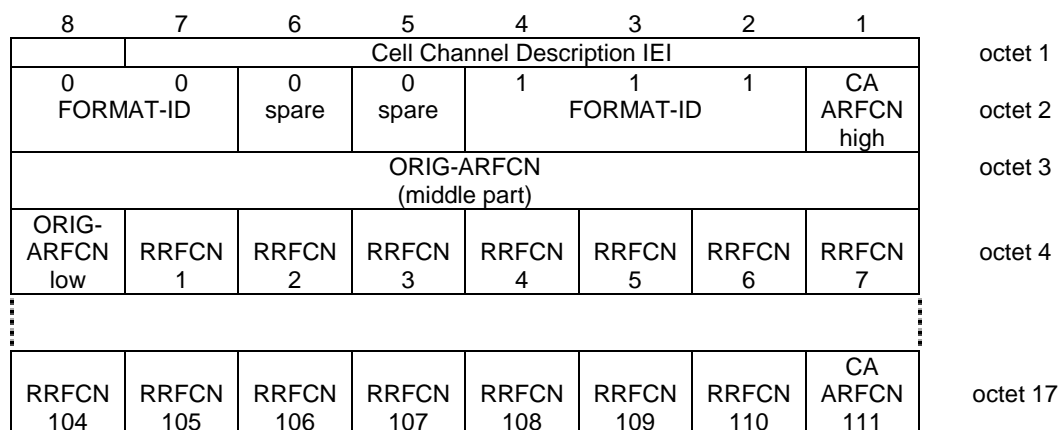 8 7 6 5 4 3 2 1
Cell Channel Description IEI octet 1
0 0 0 0 1 1 1 CA
FORMAT-ID spare spare FORMAT-ID ARFCN octet 2
high
ORIG-ARFCN octet 3
(middle part)
ORIG-
ARFCN RRFCN RRFCN RRFCN RRFCN RRFCN RRFCN RRFCN octet 4
low 1 2 3 4 5 6 7
CA
RRFCN RRFCN RRFCN RRFCN RRFCN RRFCN RRFCN ARFCN octet 17
104 105 106 107 108 109 110 111